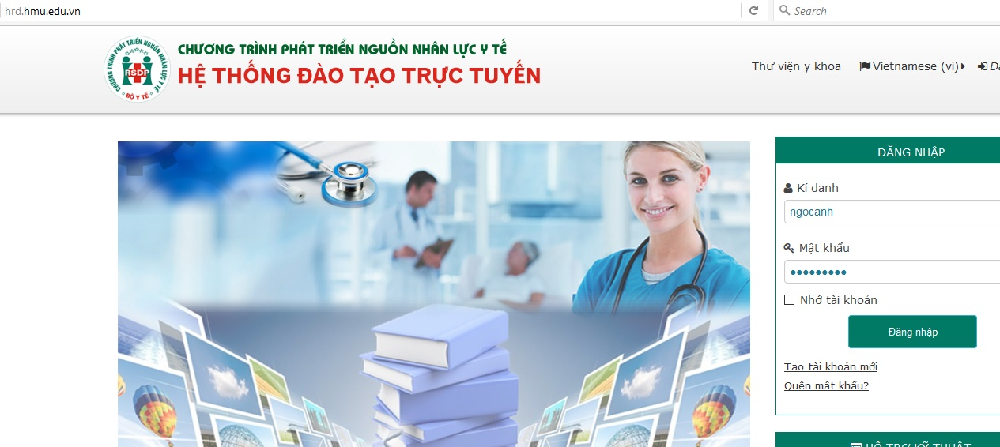 hrd.hmu.edu.vn
Search
CHƯƠNG TRÌNH PHÁT TRIỂN NGUỒN NHÂN LỰC Y TẾ
RSDP
BỘ Y TẾ
CHƯƠNG TRÌNH PHÁT TRIỂN NGUỒN NHÂN LỰC Y TẾ
HỆ THỐNG ĐÀO TẠO TRỰC TUYẾN
Thư viện y khoa
Vietnamese (vi)
ĐĂNG NHẬP
Kí danh
ngocanh
Mật khẩu
•••••••••
Nhớ tài khoản
Đăng nhập
Tạo tài khoản mới
Quên mật khẩu?
HỖ TRỢ KỸ THUẬT